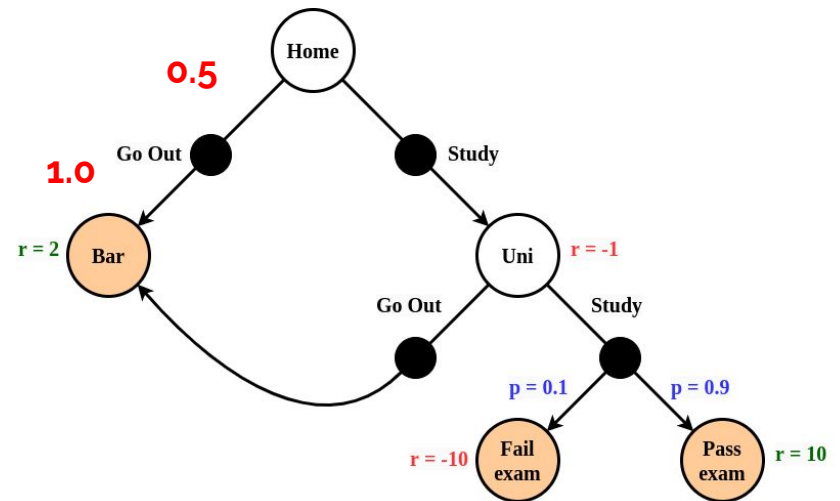 Home
0.5
Go Out
Study
1.0
r = 2
Bar
Uni
r = -1
Go Out
Study
p = 0.1
p = 0.9
r = -10
Fail
exam
Pass
exam
r = 10